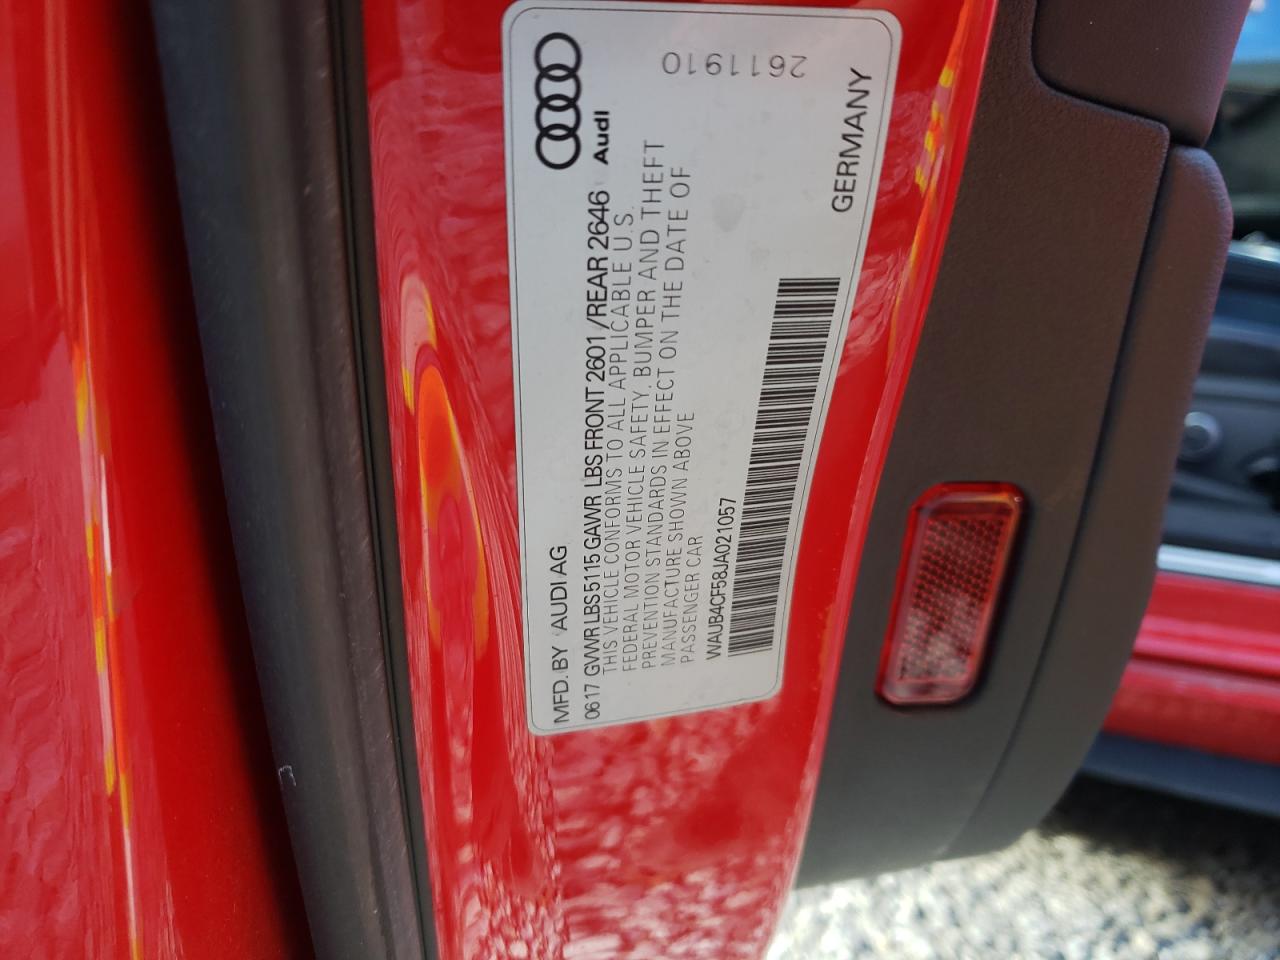 Audi
MFD. BY AUDI AG
0617 GVWR LBS 5115 GAWR LBS FRONT 2601 /REAR 2646
THIS VEHICLE CONFORMS TO ALL APPLICABLE U.S.
FEDERAL MOTOR VEHICLE SAFETY, BUMPER AND THEFT
PREVENTION STANDARDS IN EFFECT ON THE DATE OF
MANUFACTURE SHOWN ABOVE
PASSENGER CAR
WAUB4CF58JA021057
GERMANY
2611910